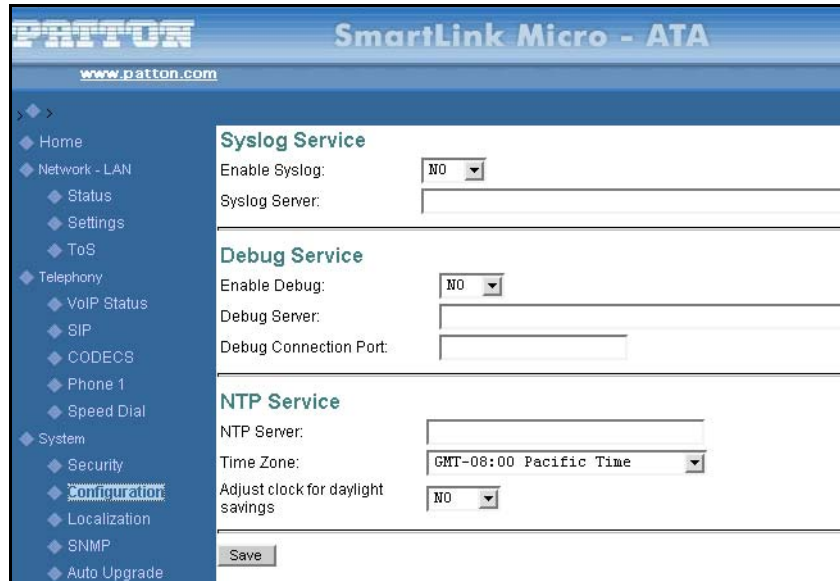 PATTON
SmartLink Micro - ATA
www.patton.com
> >
Home
Network - LAN
Status
Settings
ToS
Telephony
VoIP Status
SIP
CODECS
Phone 1
Speed Dial
System
Security
Configuration
Localization
SNMP
Auto Upgrade
Syslog Service
Enable Syslog: NO
Syslog Server:
Debug Service
Enable Debug: NO
Debug Server:
Debug Connection Port:
NTP Service
NTP Server:
Time Zone: GMT-08:00 Pacific Time
Adjust clock for daylight
savings NO
Save